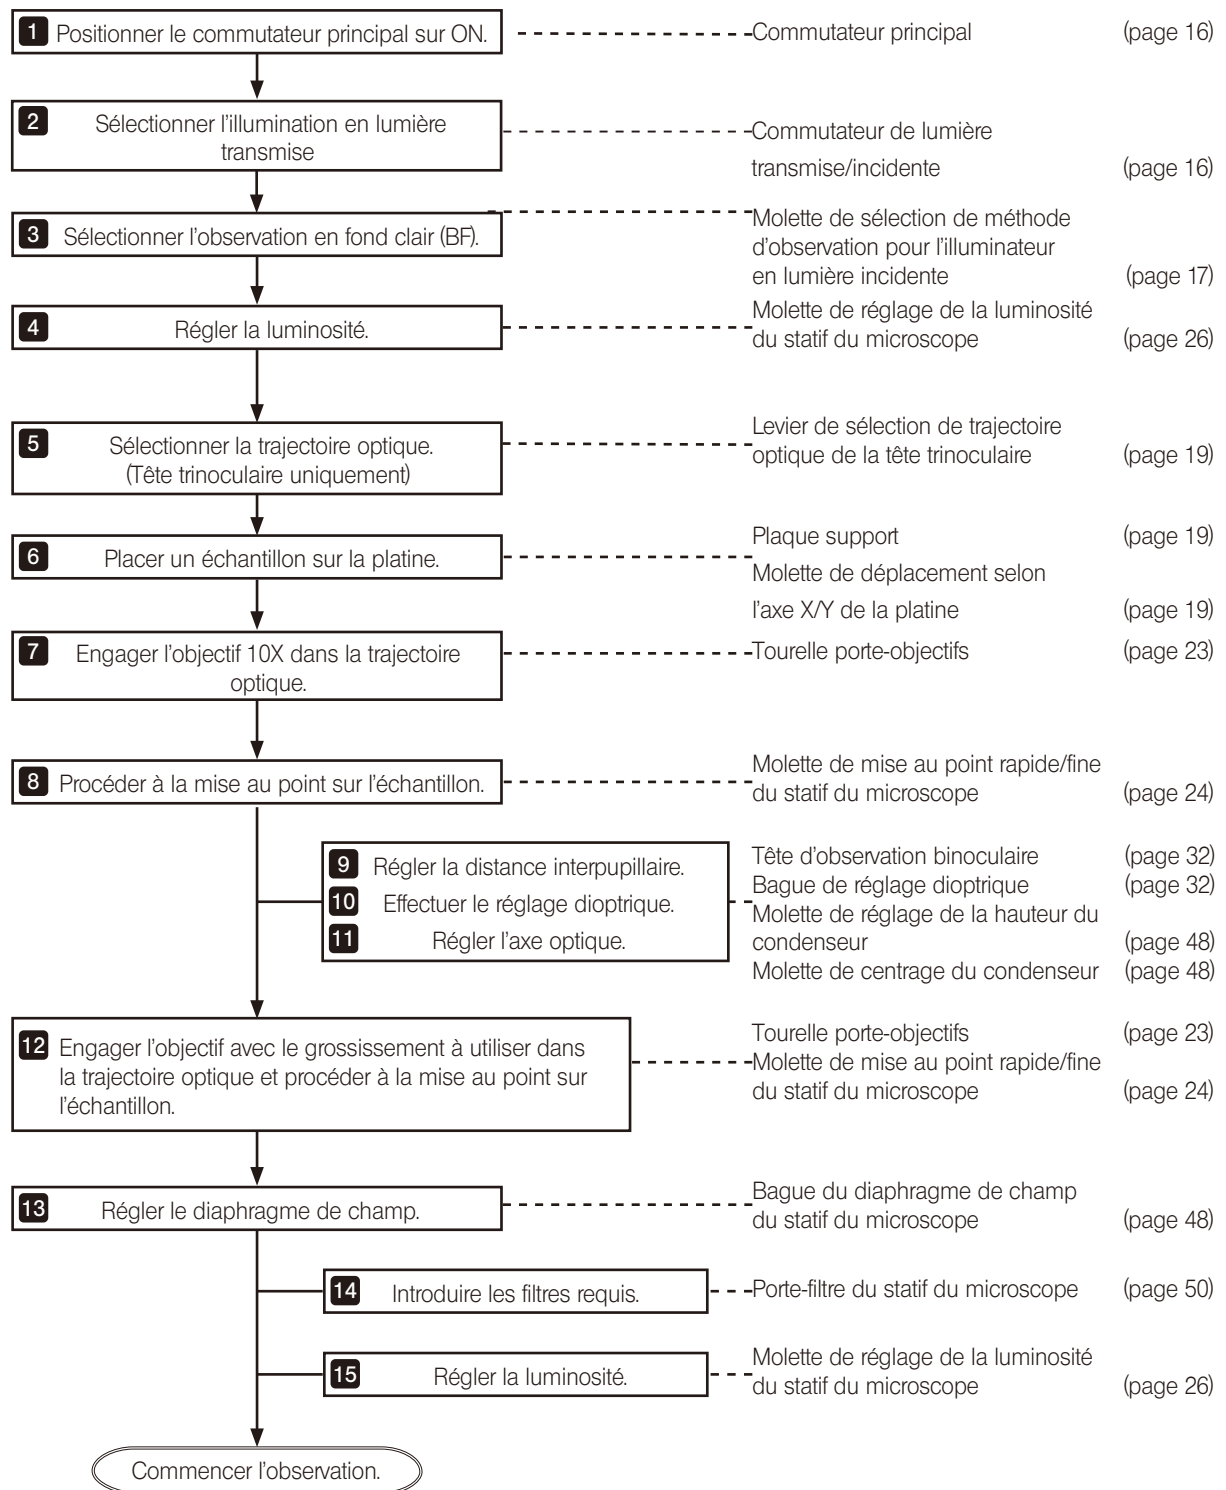 1 Positionner le commutateur principal sur ON.
Commutateur principal (page 16)
2 Sélectionner l'illumination en lumière
transmise
Commutateur de lumière
transmise/incidente (page 16)
3 Sélectionner l'observation en fond clair (BF).
Molette de sélection de méthode
d'observation pour l'illuminateur
en lumière incidente (page 17)
4 Régler la luminosité.
Molette de réglage de la luminosité
du statif du microscope (page 26)
5 Sélectionner la trajectoire optique.
(Tête trinoculaire uniquement)
Levier de sélection de trajectoire
optique de la tête trinoculaire (page 19)
6 Placer un échantillon sur la platine.
Plaque support (page 19)
Molette de déplacement selon
l'axe X/Y de la platine (page 19)
7 Engager l'objectif 10X dans la trajectoire
optique.
Tourelle porte-objectifs (page 23)
8 Procéder à la mise au point sur l'échantillon.
Molette de mise au point rapide/fine
du statif du microscope (page 24)
9 Régler la distance interpupillaire.
10 Effectuer le réglage dioptrique.
11 Régler l'axe optique.
Tête d'observation binoculaire (page 32)
Bague de réglage dioptrique (page 32)
Molette de réglage de la hauteur du
condenseur (page 48)
Molette de centrage du condenseur (page 48)
12 Engager l'objectif avec le grossissement à utiliser dans
la trajectoire optique et procéder à la mise au point sur
l'échantillon.
Tourelle porte-objectifs (page 23)
Molette de mise au point rapide/fine
du statif du microscope (page 24)
13 Régler le diaphragme de champ.
Bague du diaphragme de champ
du statif du microscope (page 48)
14 Introduire les filtres requis.
Porte-filtre du statif du microscope (page 50)
15 Régler la luminosité.
Molette de réglage de la luminosité
du statif du microscope (page 26)
Commencer l'observation.